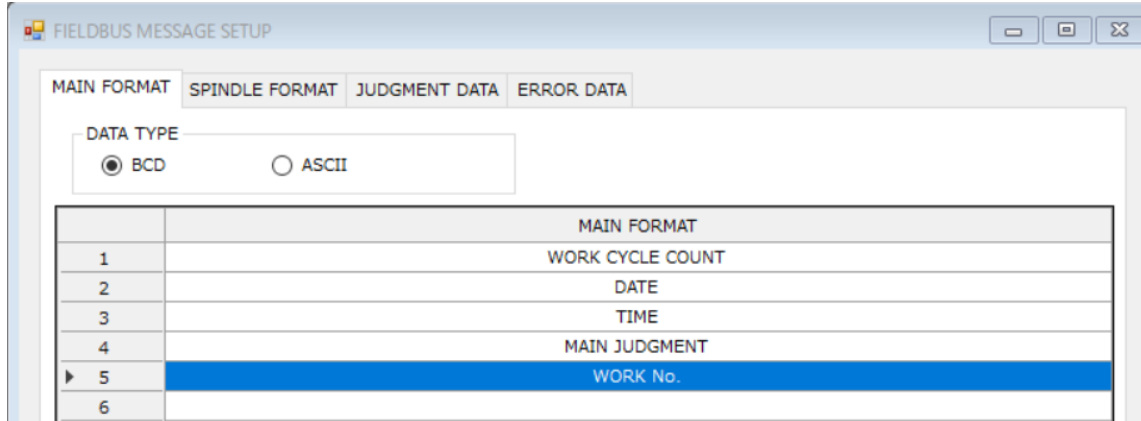 FIELDBUS MESSAGE SETUP
MAIN FORMAT SPINDLE FORMAT JUDGMENT DATA ERROR DATA
DATA TYPE
BCD ASCII
MAIN FORMAT
1 WORK CYCLE COUNT
2 DATE
3 TIME
4 MAIN JUDGMENT
5 WORK No.
6